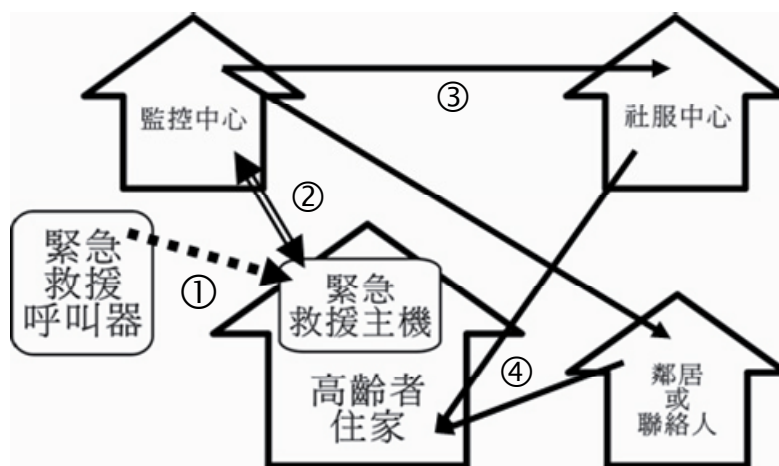 監控中心
③
社服中心
②
緊急
救援
呼叫器
①
緊急
救援主機
高齡者
住家
④
鄰居
或
聯絡人